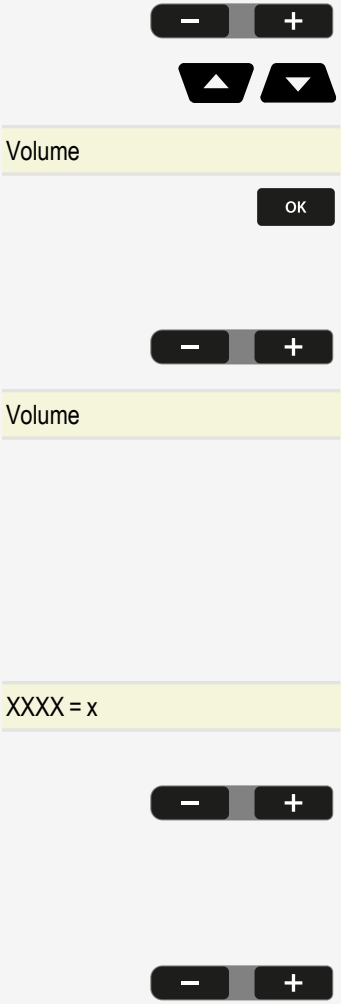 − +
Volume
OK
− +
Volume
XXXX = x
− +
− +